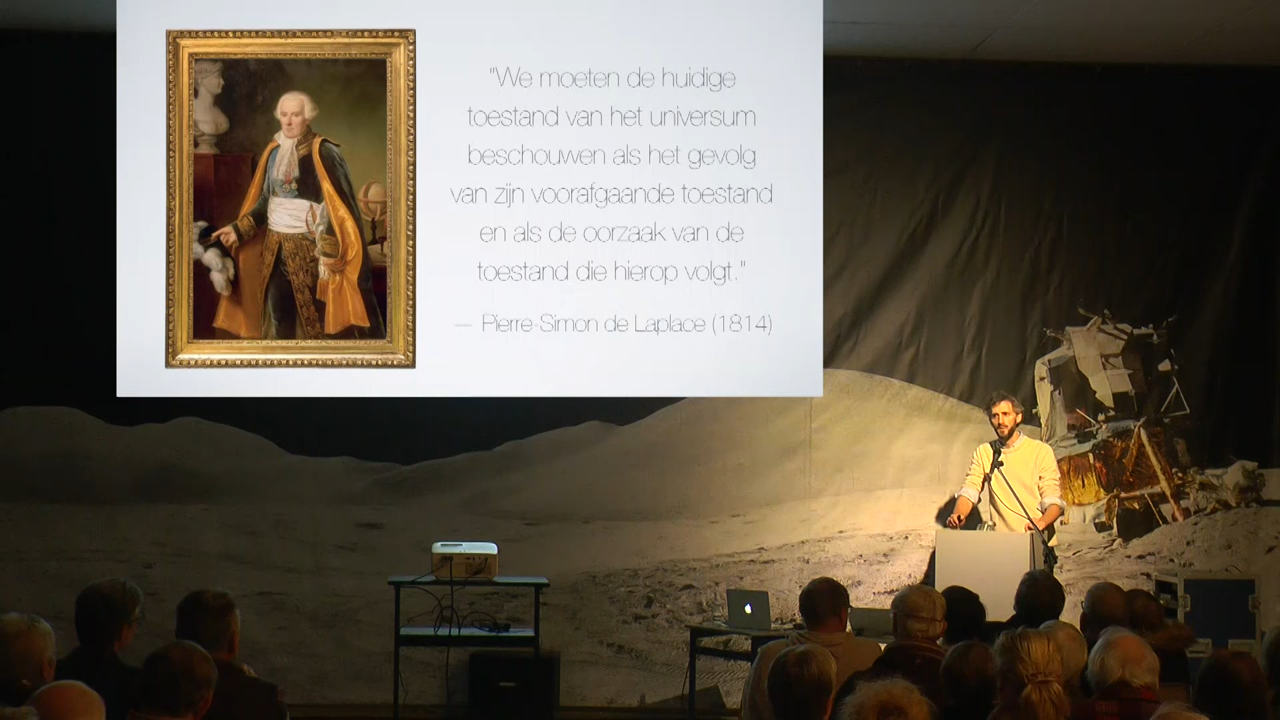 "We moeten de huidige
toestand van het universum
beschouwen als het gevolg
van zijn voorafgaande toestand
en als de oorzaak van de
toestand die hierop volgt."
— Pierre-Simon de Laplace (1814)